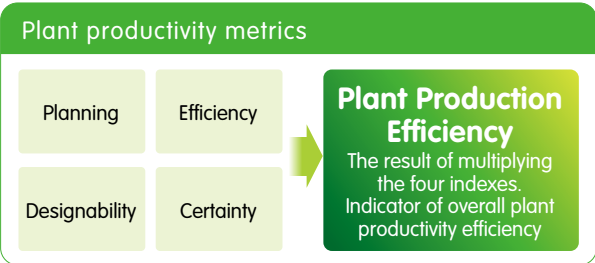 Plant productivity metrics
Planning
Efficiency
Designability
Certainty
Plant Production
Efficiency
The result of multiplying
the four indexes.
Indicator of overall plant
productivity efficiency